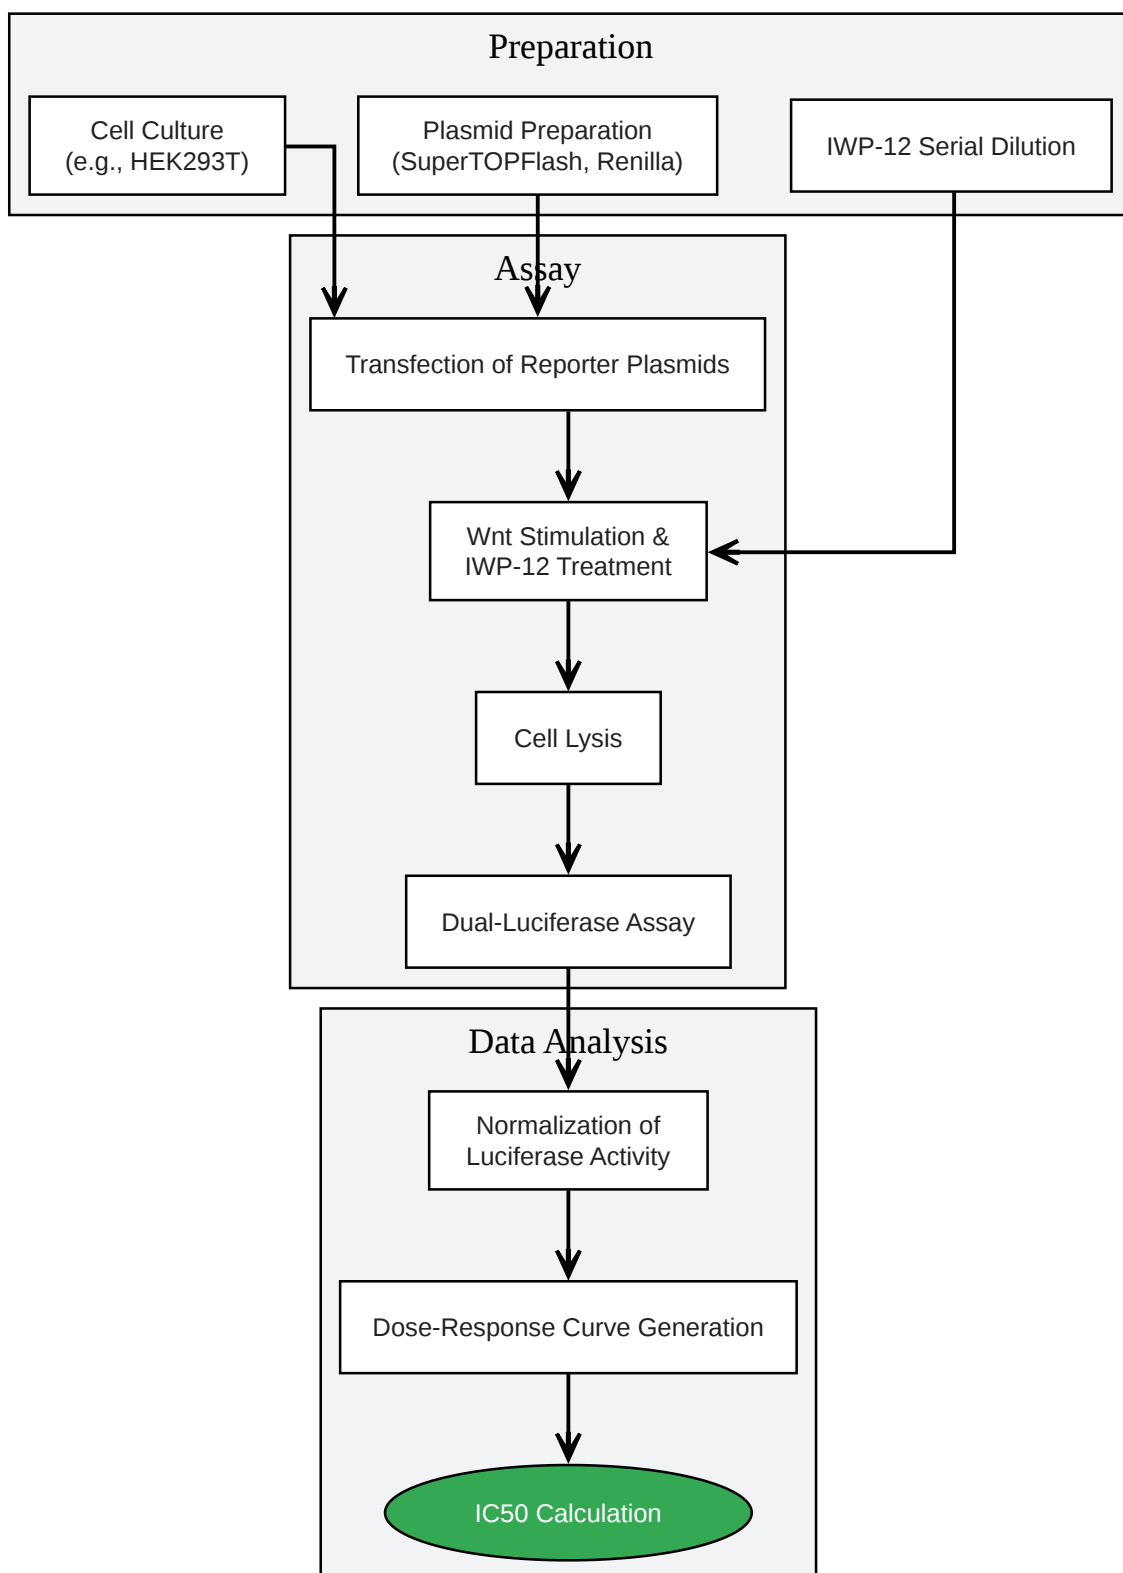 Preparation
Cell Culture
(e.g., HEK293T)
Plasmid Preparation
(SuperTOPFlash, Renilla)
IWP-12 Serial Dilution
Assay
Transfection of Reporter Plasmids
Wnt Stimulation &
IWP-12 Treatment
Cell Lysis
Dual-Luciferase Assay
Data Analysis
Normalization of
Luciferase Activity
Dose-Response Curve Generation
IC50 Calculation